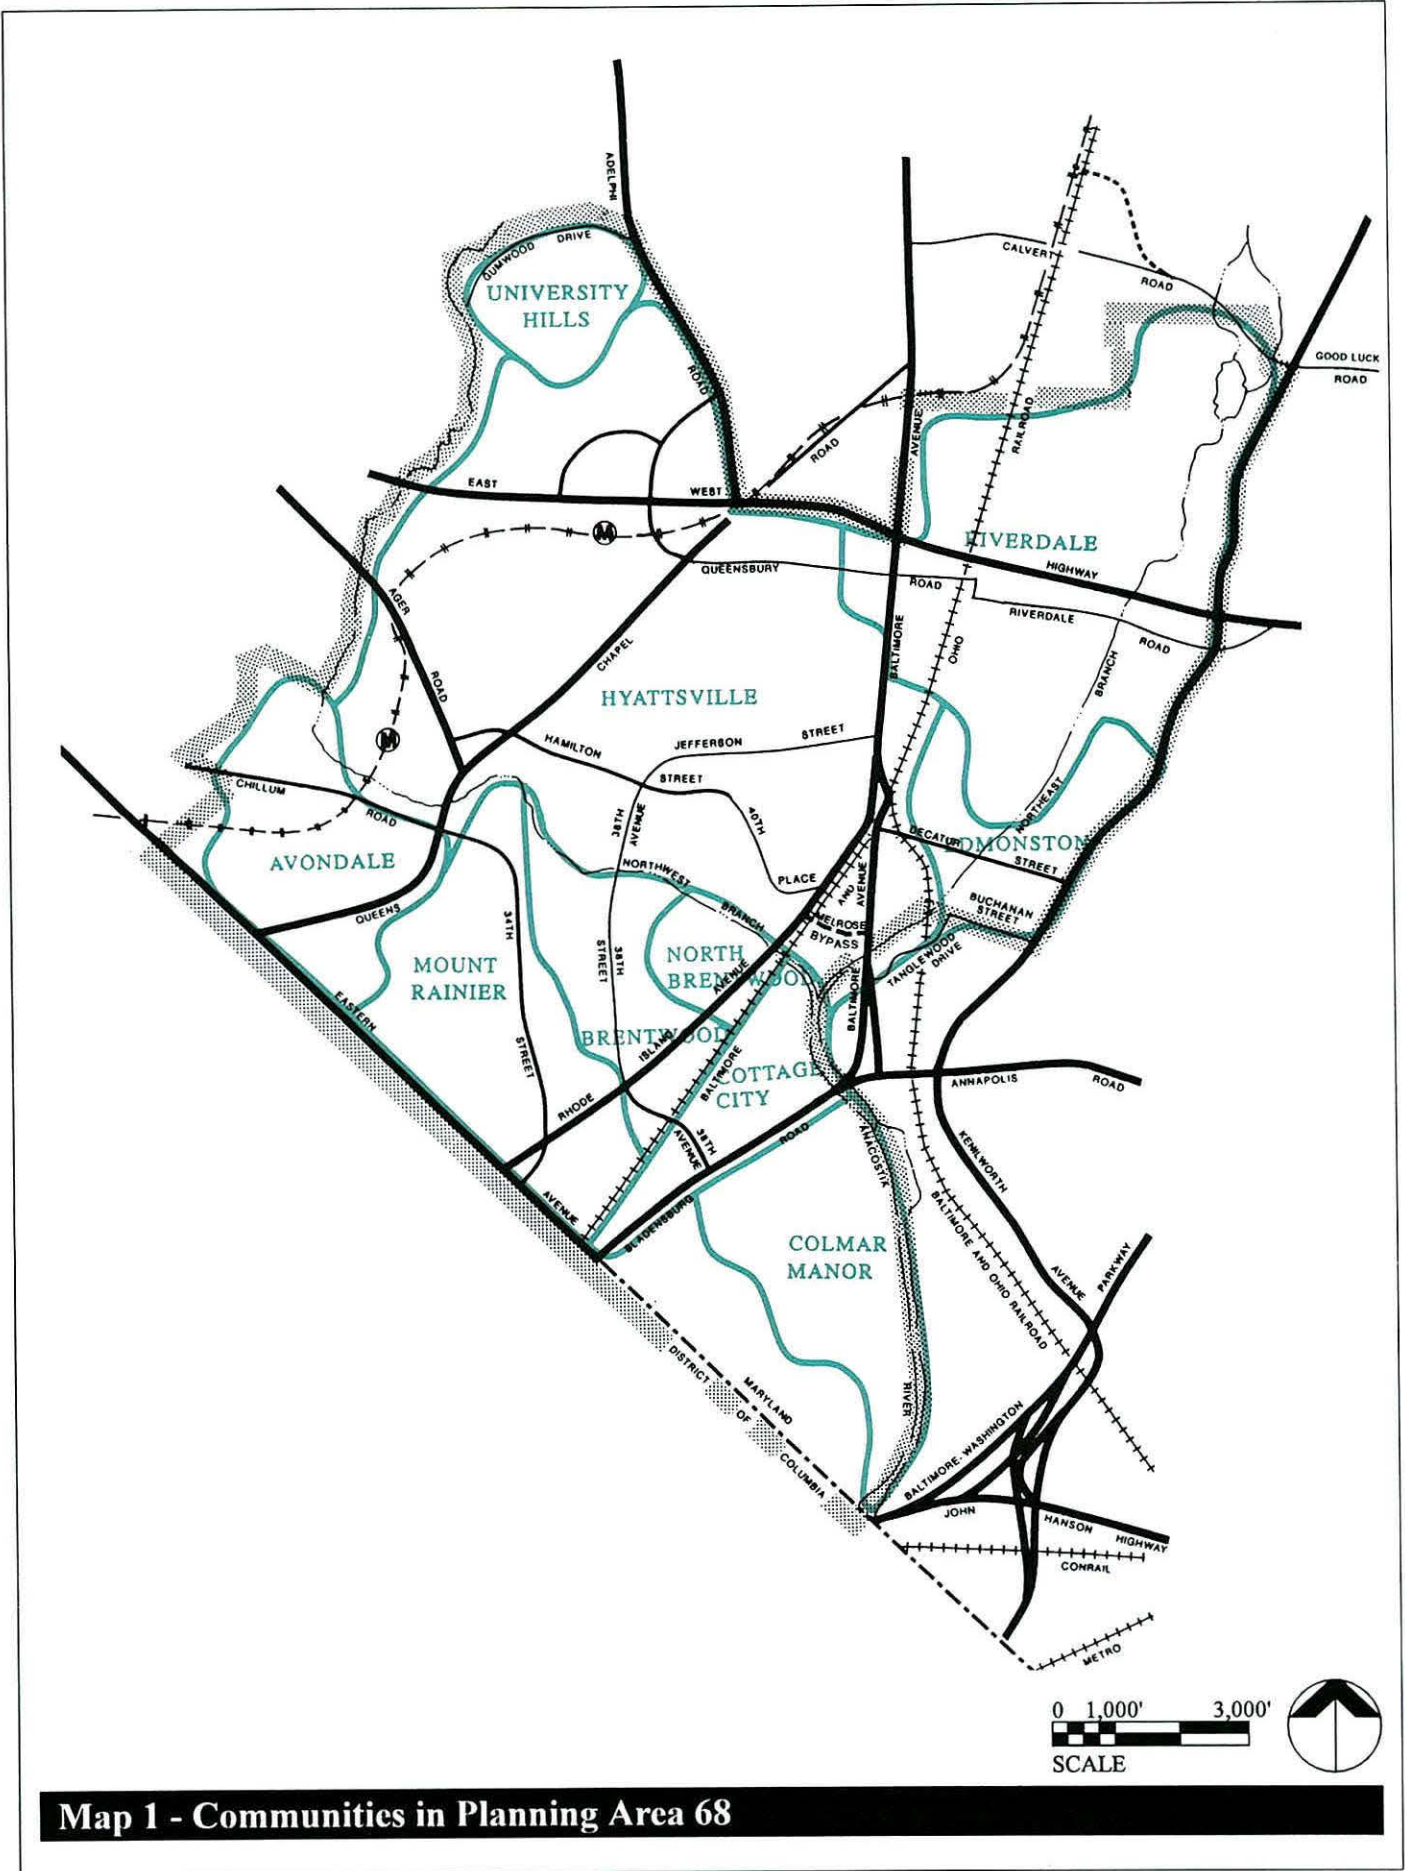 ADELPHI
GUMWOOD DRIVE
UNIVERSITY
HILLS
CALVERT
ROAD
GOOD LUCK
ROAD
ROAD
AVENUE
RAILROAD
ROAD
EAST
WEST
M
RIVERDALE
HIGHWAY
QUEENSBURY
ROAD
AGER
RIVERDALE
ROAD
OHIO
BALTIMORE
CHAPEL
BRANCH
ROAD
HYATTSVILLE
M
HAMILTON
JEFFERSON
STREET
STREET
CHILLUM
ROAD
38TH
AVENUE
40TH
NORTHEAST
DECATUR
EDMONSTON
STREET
AVONDALE
NORTHWEST
PLACE
AND
AVENUE
BUCHANAN
STREET
QUEENS
34TH
BRANCH
MELROSE
BYPASS
38TH
STREET
NORTH
BRENTWOOD
TANGLEWOOD
DRIVE
MOUNT
RAINIER
AVENUE
BALTIMORE
EASTERN
BRENTWOOD
ISLAND
STREET
BALTIMORE
COTTAGE
CITY
ANNAPOLIS
ROAD
RHODE
38TH
AVENUE
ROAD
ANACOSTIA
KENILWORTH
AVENUE
BLADENSBURG
BALTIMORE AND OHIO RAILROAD
COLMAR
MANOR
AVENUE
PARKWAY
DISTRICT
OF
COLUMBIA
MARYLAND
RIVER
BALTIMORE-WASHINGTON
JOHN
HANSON
HIGHWAY
CONRAIL
METRO
0 1,000' 3,000'
SCALE
Map 1 - Communities in Planning Area 68